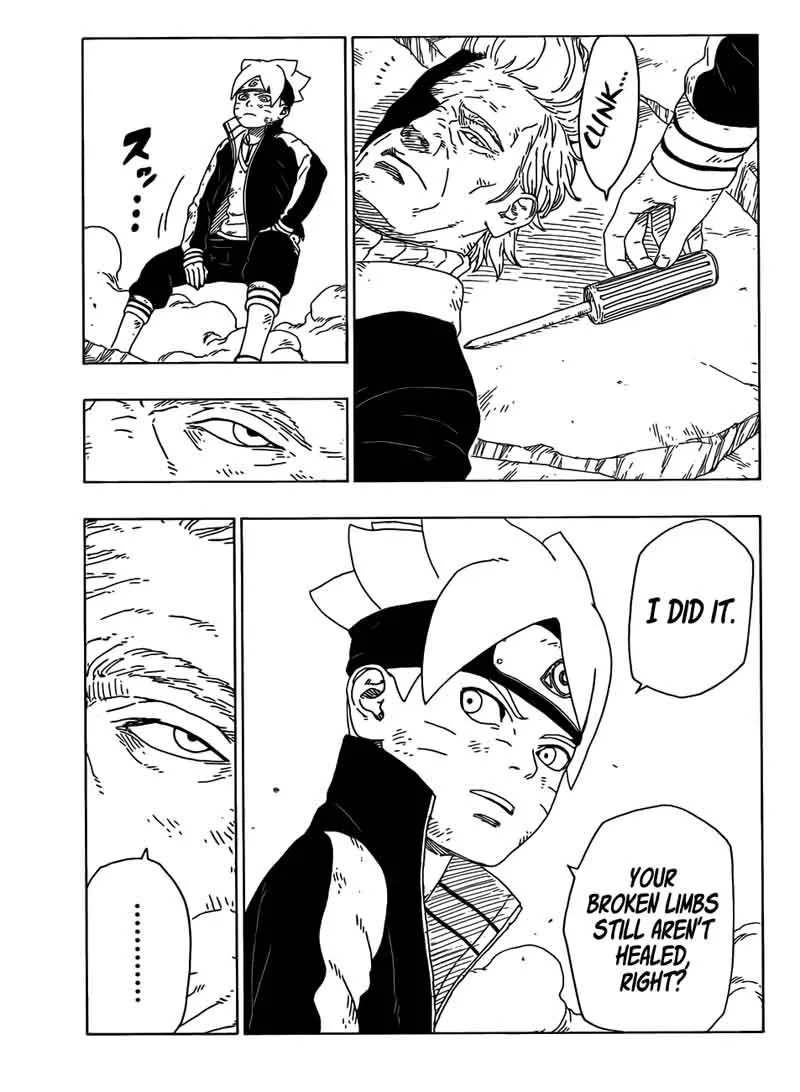 CLINK...
スッ‥‥
I DID IT.
YOUR
BROKEN LIMBS
STILL AREN'T
HEALED,
RIGHT?
.........